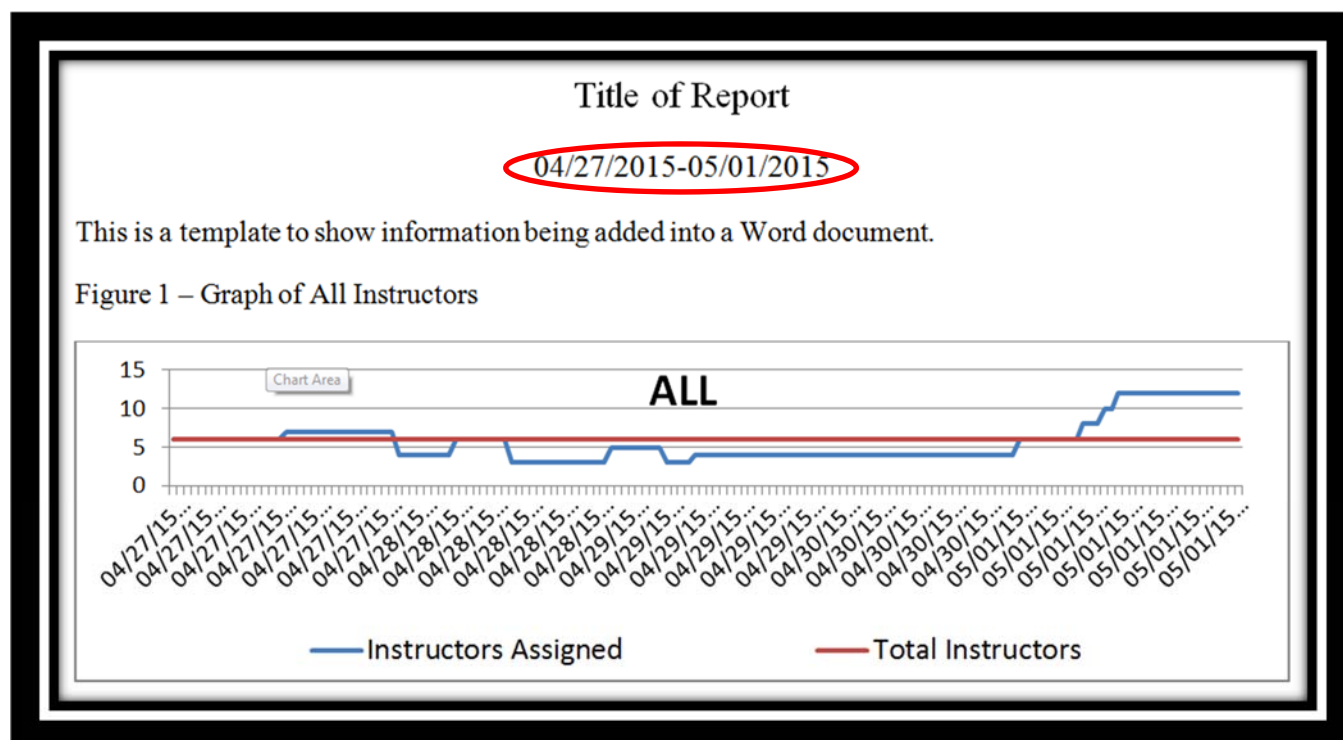 Title of Report
04/27/2015-05/01/2015
This is a template to show information being added into a Word document.
Figure 1 – Graph of All Instructors
ALL
Chart Area
15
10
5
0
04/27/15... 04/27/15... 04/27/15... 04/27/15... 04/27/15... 04/27/15... 04/27/15... 04/28/15... 04/28/15... 04/28/15... 04/28/15... 04/28/15... 04/29/15... 04/29/15... 04/29/15... 04/29/15... 04/29/15... 04/30/15... 04/30/15... 04/30/15... 04/30/15... 05/01/15... 05/01/15... 05/01/15... 05/01/15... 05/01/15... 05/01/15...
Instructors Assigned Total Instructors